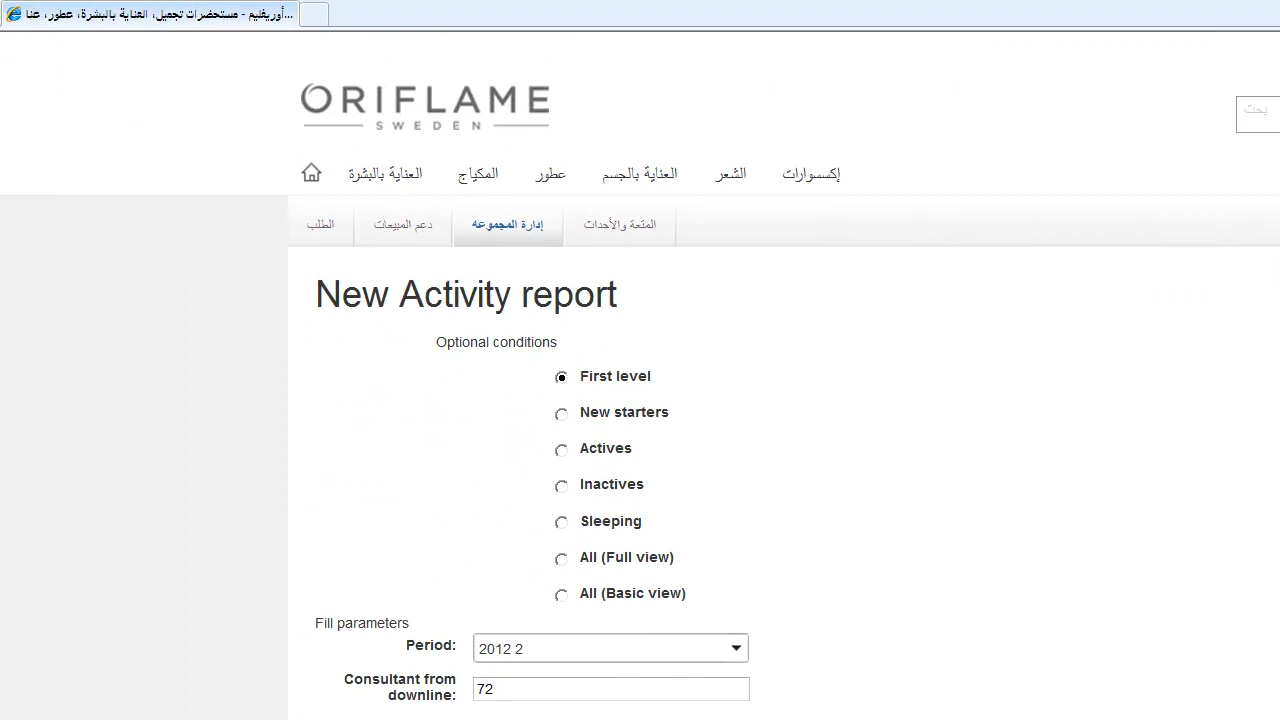 أوريفليم - مستحضرات تجميل، العناية بالبشرة، عطور، عنا...
ORIFLAME
SWEDEN
بحث
العناية بالبشرة المكياج عطور العناية بالجسم الشعر إكسسوارات
الطلب دعم المبيعات إدارة المجموعه المتعة والأحداث
New Activity report
Optional conditions
First level
New starters
Actives
Inactives
Sleeping
All (Full view)
All (Basic view)
Fill parameters
Period: 2012 2
Consultant from
downline: 72